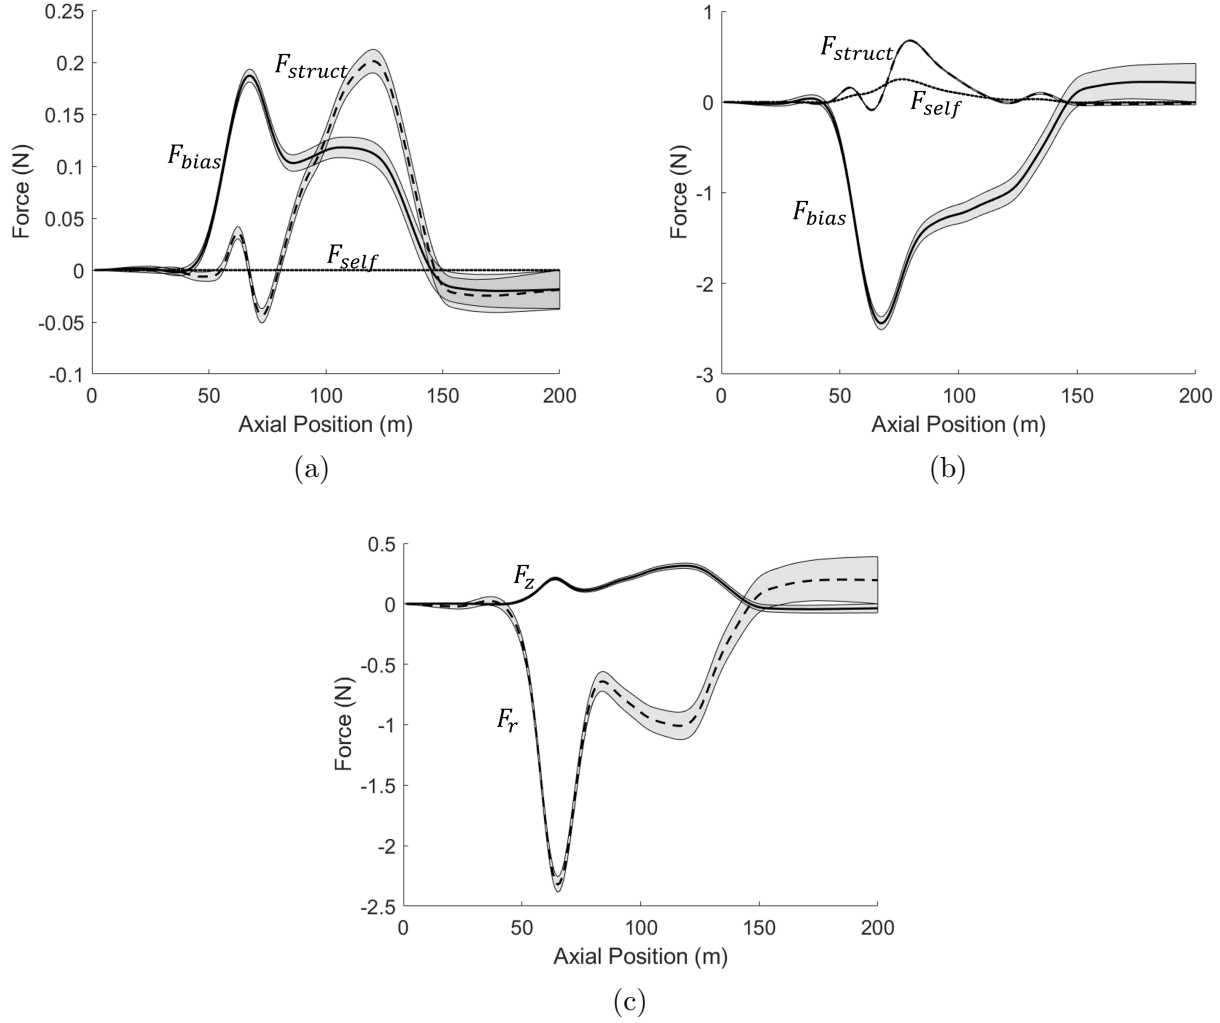 0.25
0.2
0.15
0.1
0.05
0
-0.05
-0.1
Force (N)
F_struct
F_bias
F_self
0 50 100 150 200
Axial Position (m)
(a)
1
0
-1
-2
-3
Force (N)
F_struct
F_self
F_bias
0 50 100 150 200
Axial Position (m)
(b)
0.5
0
-0.5
-1
-1.5
-2
-2.5
Force (N)
F_z
F_r
0 50 100 150 200
Axial Position (m)
(c)